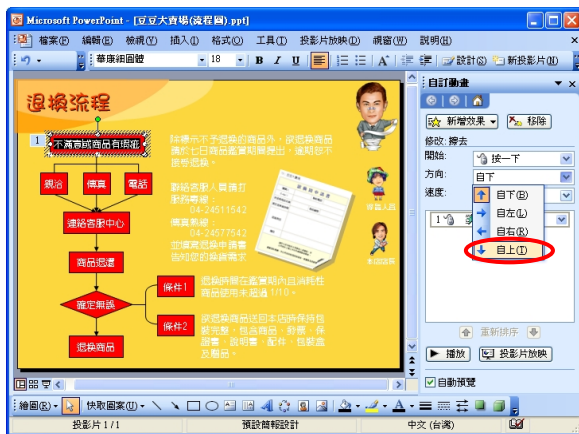 Microsoft PowerPoint - [豆豆大賣場(流程圖).ppt]
檔案(F) 編輯(E) 檢視(V) 插入(I) 格式(O) 工具(T) 投影片放映(D) 視窗(W) 說明(H)
華康細圓體 18 B I U 設計(S) 新投影片(N)
自訂動畫
退換流程
新增效果 移除
1 不滿意或商品有瑕疵
除標示不予退換的商品外，欲退換商品
請於七日商品鑑賞期間提出，逾期恕不
接受退換。
修改: 擦去
開始: 按一下
方向: 自下
速度:
自下(B)
自左(L)
自右(R)
自上(T)
親洽 傳真 電話
聯絡客服人員請打
服務專線：
04-24511542
傳真專線：
04-24517542
並填寫退換申請書
告知您的換貨需求
連絡客服中心
商品退還
確定無誤
條件1
退換時間在鑑賞期內且消耗性
商品使用未超過 1/10。
條件2
欲退換商品送回本店時保持包
裝完整，包含商品、發票、保
證書、說明書、配件、包裝盒
及贈品。
退換商品
重新排序
播放 投影片放映
自動預覽
繪圖(R) 快取圖案(U)
投影片 1 / 1 預設簡報設計 中文 (台灣)